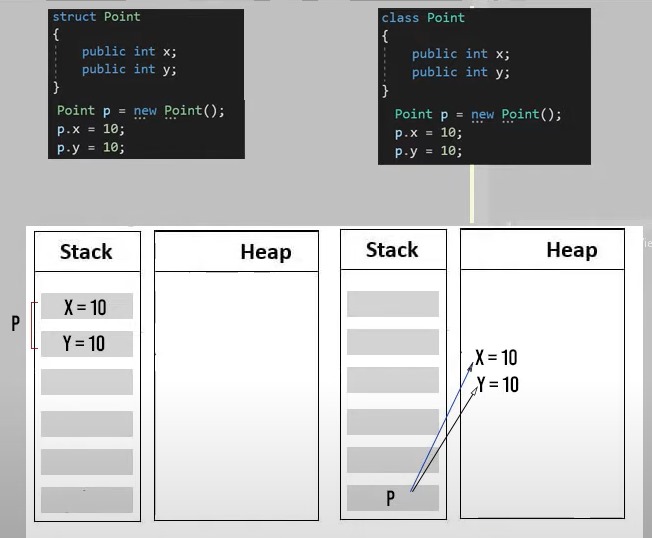 struct Point
{
public int x;
public int y;
}
Point p = new Point();
p.x = 10;
p.y = 10;
class Point
{
public int x;
public int y;
}
Point p = new Point();
p.x = 10;
p.y = 10;
Stack
Heap
P
X = 10
Y = 10
Stack
Heap
X = 10
Y = 10
P